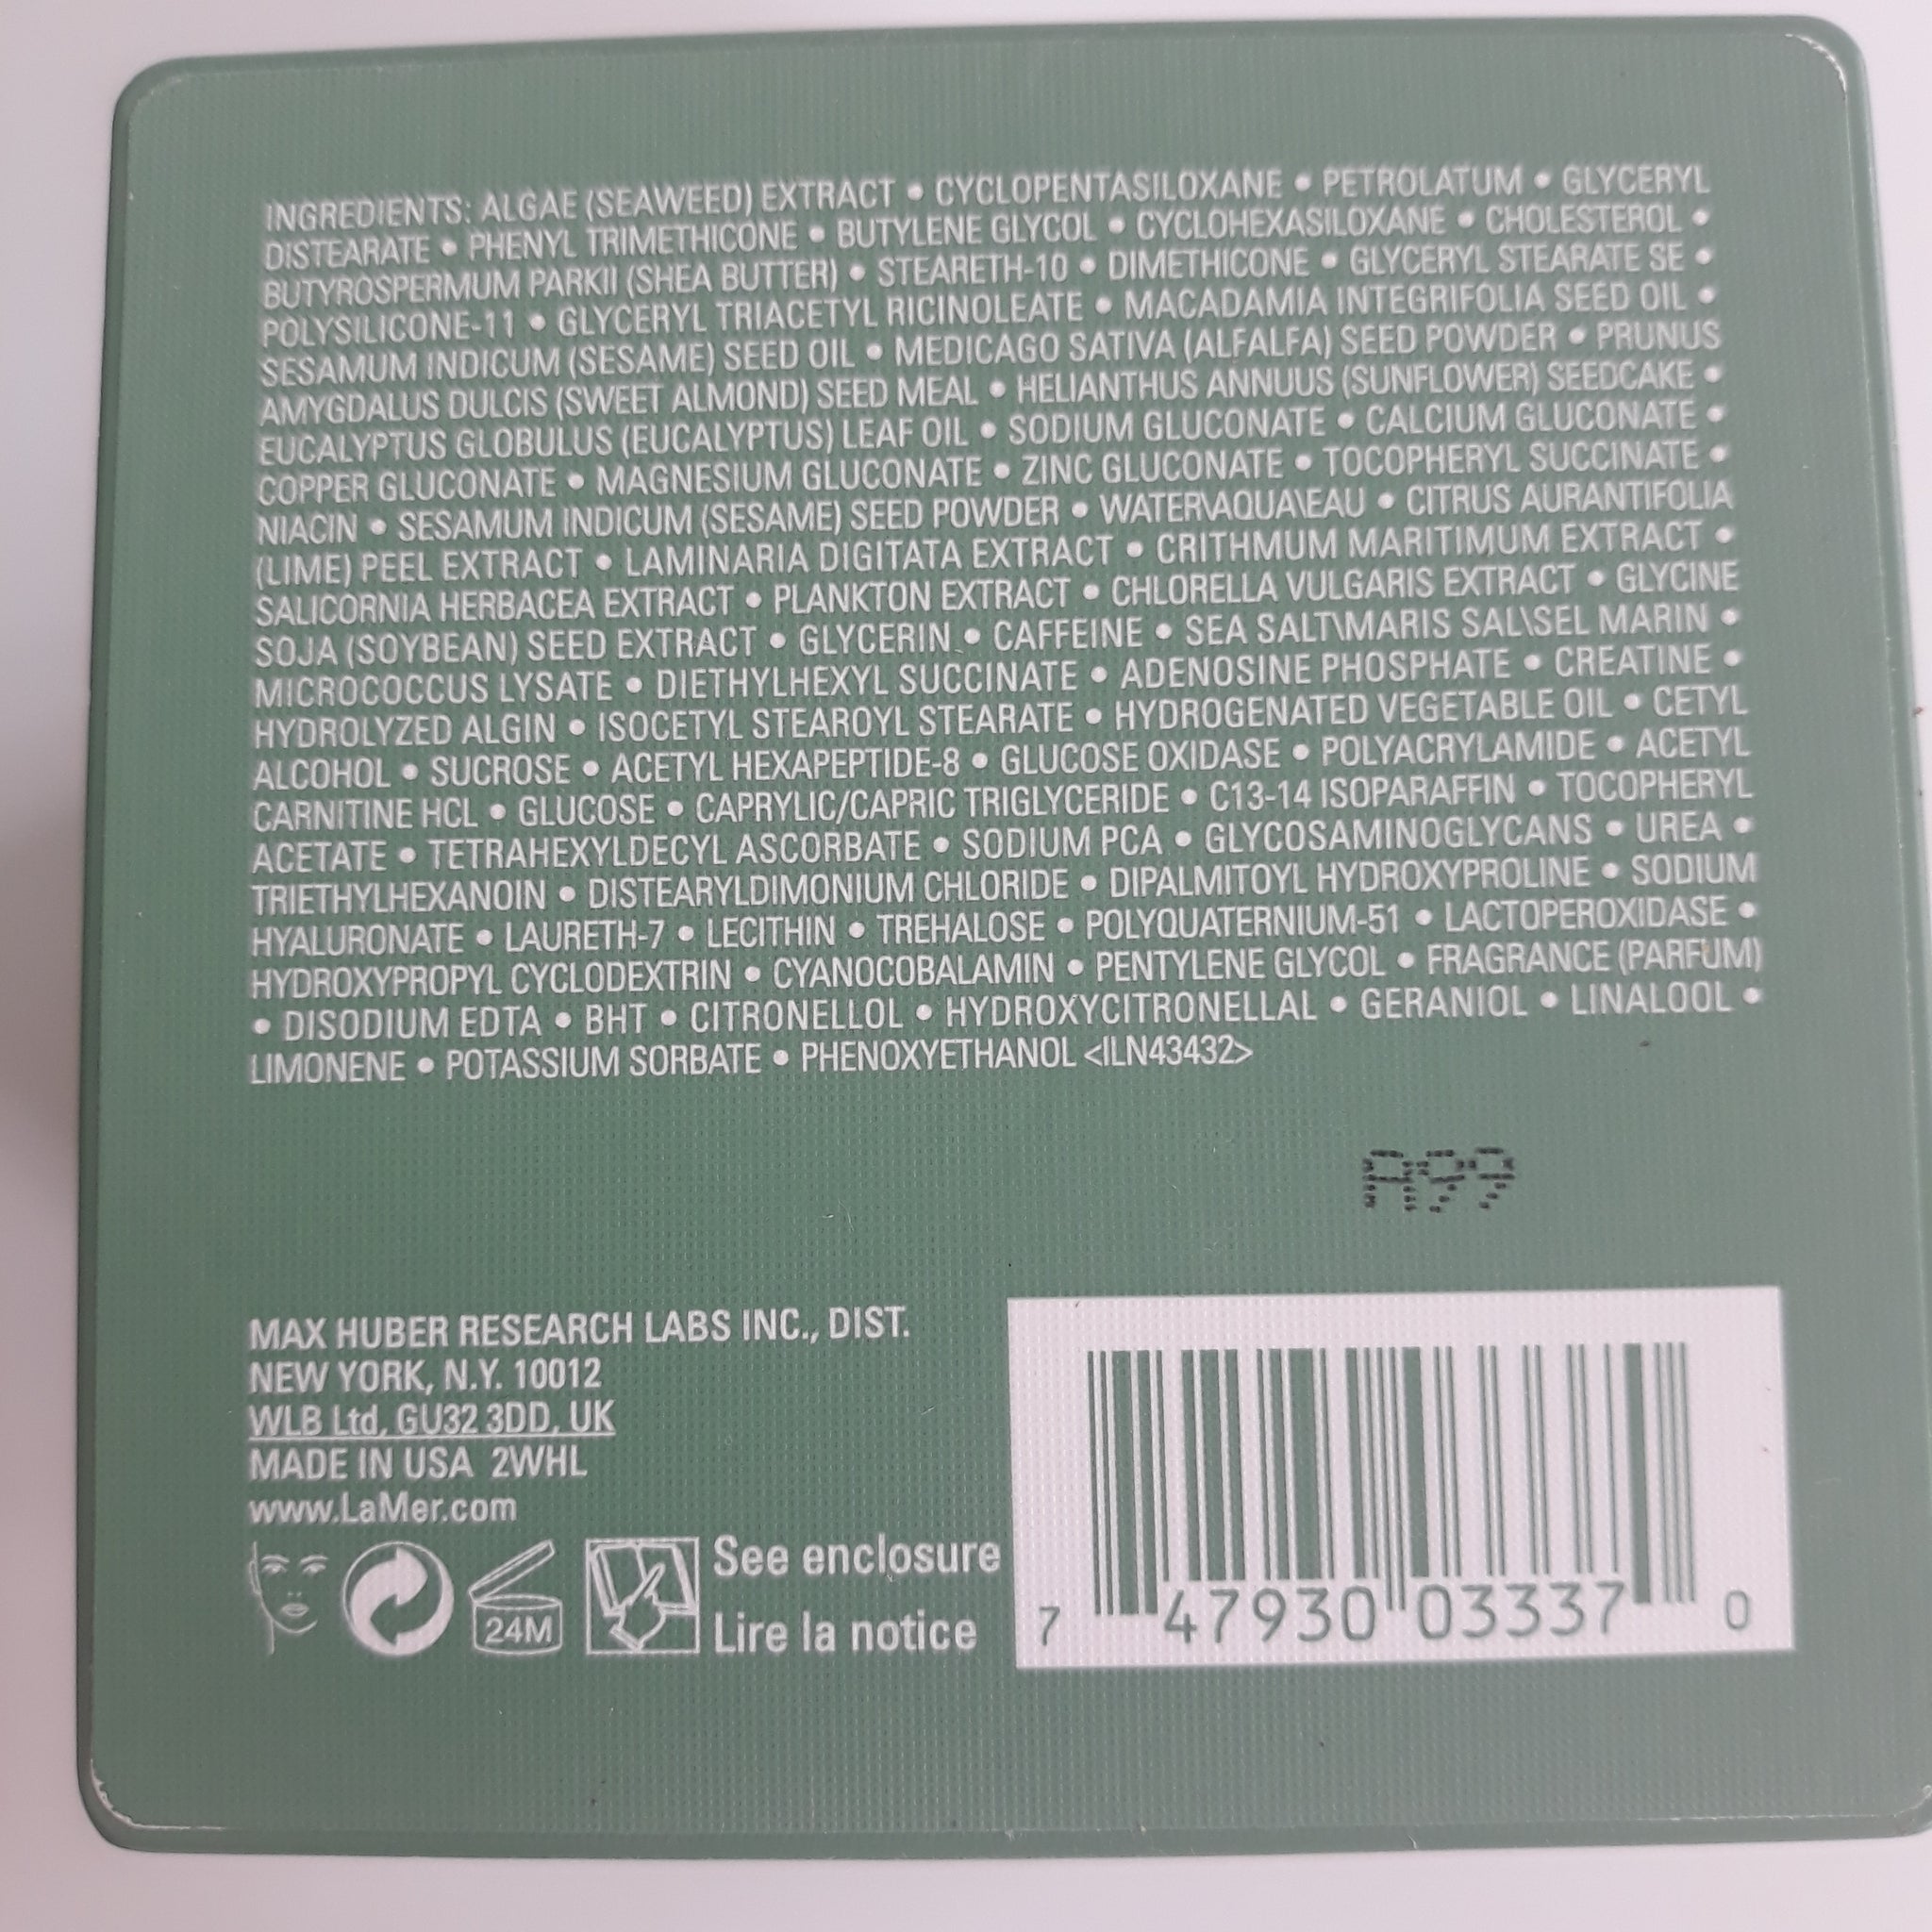 INGREDIENTS: ALGAE (SEAWEED) EXTRACT • CYCLOPENTASILOXANE • PETROLATUM • GLYCERYL
DISTEARATE • PHENYL TRIMETHICONE • BUTYLENE GLYCOL • CYCLOHEXASILOXANE • CHOLESTEROL •
BUTYROSPERMUM PARKII (SHEA BUTTER) • STEARETH-10 • DIMETHICONE • GLYCERYL STEARATE SE •
POLYSILICONE-11 • GLYCERYL TRIACETYL RICINOLEATE • MACADAMIA INTEGRIFOLIA SEED OIL •
SESAMUM INDICUM (SESAME) SEED OIL • MEDICAGO SATIVA (ALFALFA) SEED POWDER • PRUNUS
AMYGDALUS DULCIS (SWEET ALMOND) SEED MEAL • HELIANTHUS ANNUUS (SUNFLOWER) SEEDCAKE •
EUCALYPTUS GLOBULUS (EUCALYPTUS) LEAF OIL • SODIUM GLUCONATE • CALCIUM GLUCONATE •
COPPER GLUCONATE • MAGNESIUM GLUCONATE • ZINC GLUCONATE • TOCOPHERYL SUCCINATE •
NIACIN • SESAMUM INDICUM (SESAME) SEED POWDER • WATER\AQUA\EAU • CITRUS AURANTIFOLIA
(LIME) PEEL EXTRACT • LAMINARIA DIGITATA EXTRACT • CRITHMUM MARITIMUM EXTRACT •
SALICORNIA HERBACEA EXTRACT • PLANKTON EXTRACT • CHLORELLA VULGARIS EXTRACT • GLYCINE
SOJA (SOYBEAN) SEED EXTRACT • GLYCERIN • CAFFEINE • SEA SALT\MARIS SAL\SEL MARIN •
MICROCOCCUS LYSATE • DIETHYLHEXYL SUCCINATE • ADENOSINE PHOSPHATE • CREATINE •
HYDROLYZED ALGIN • ISOCETYL STEAROYL STEARATE • HYDROGENATED VEGETABLE OIL • CETYL
ALCOHOL • SUCROSE • ACETYL HEXAPEPTIDE-8 • GLUCOSE OXIDASE • POLYACRYLAMIDE • ACETYL
CARNITINE HCL • GLUCOSE • CAPRYLIC/CAPRIC TRIGLYCERIDE • C13-14 ISOPARAFFIN • TOCOPHERYL
ACETATE • TETRAHEXYLDECYL ASCORBATE • SODIUM PCA • GLYCOSAMINOGLYCANS • UREA •
TRIETHYLHEXANOIN • DISTEARYLDIMONIUM CHLORIDE • DIPALMITOYL HYDROXYPROLINE • SODIUM
HYALURONATE • LAURETH-7 • LECITHIN • TREHALOSE • POLYQUATERNIUM-51 • LACTOPEROXIDASE •
HYDROXYPROPYL CYCLODEXTRIN • CYANOCOBALAMIN • PENTYLENE GLYCOL • FRAGRANCE (PARFUM)
• DISODIUM EDTA • BHT • CITRONELLOL • HYDROXYCITRONELLAL • GERANIOL • LINALOOL •
LIMONENE • POTASSIUM SORBATE • PHENOXYETHANOL <ILN43432>
A99
MAX HUBER RESEARCH LABS INC., DIST.
NEW YORK, N.Y. 10012
WLB Ltd, GU32 3DD, UK
MADE IN USA 2WHL
www.LaMer.com
24M
See enclosure
Lire la notice
7 47930 03337 0